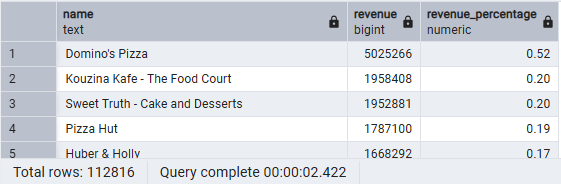 name revenue revenue_percentage
text bigint numeric
1 Domino's Pizza 5025266 0.52
2 Kouzina Kafe - The Food Court 1958408 0.20
3 Sweet Truth - Cake and Desserts 1952881 0.20
4 Pizza Hut 1787100 0.19
5 Huber & Holly 1668292 0.17
Total rows: 112816 Query complete 00:00:02.422